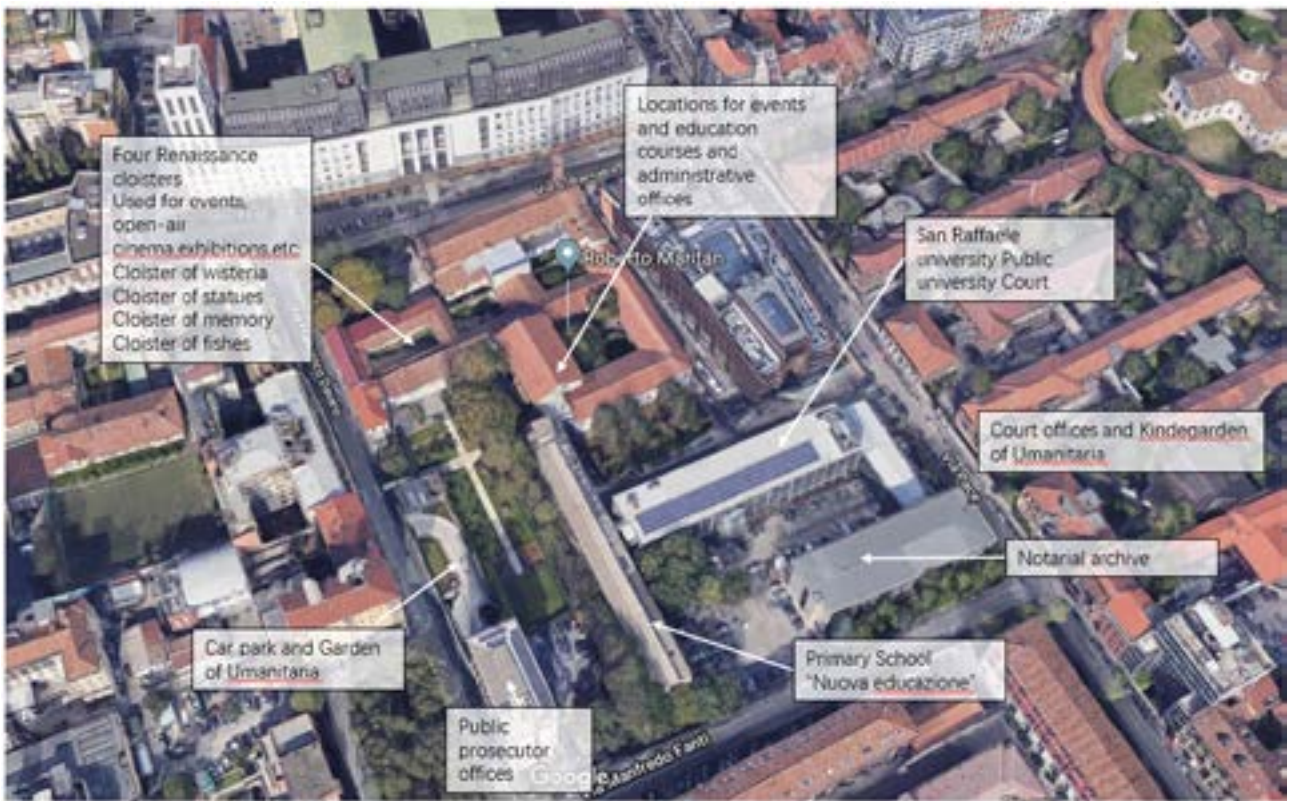 Four Renaissance
cloisters
Used for events,
open-air
cinema.exhibitions.etc
Cloister of wisteria
Cloister of statues
Cloister of memory
Cloister of fishes
Locations for events
and education
courses and
administrative
offices
San Raffaele
university Public
university Court
Court offices and Kindegarden
of Umanitaria
Notarial archive
Car park and Garden
of Umanitaria
Primary School
"Nuova educazione"
Public
prosecutor
offices
Google
Manfredo Fanti
Roberto